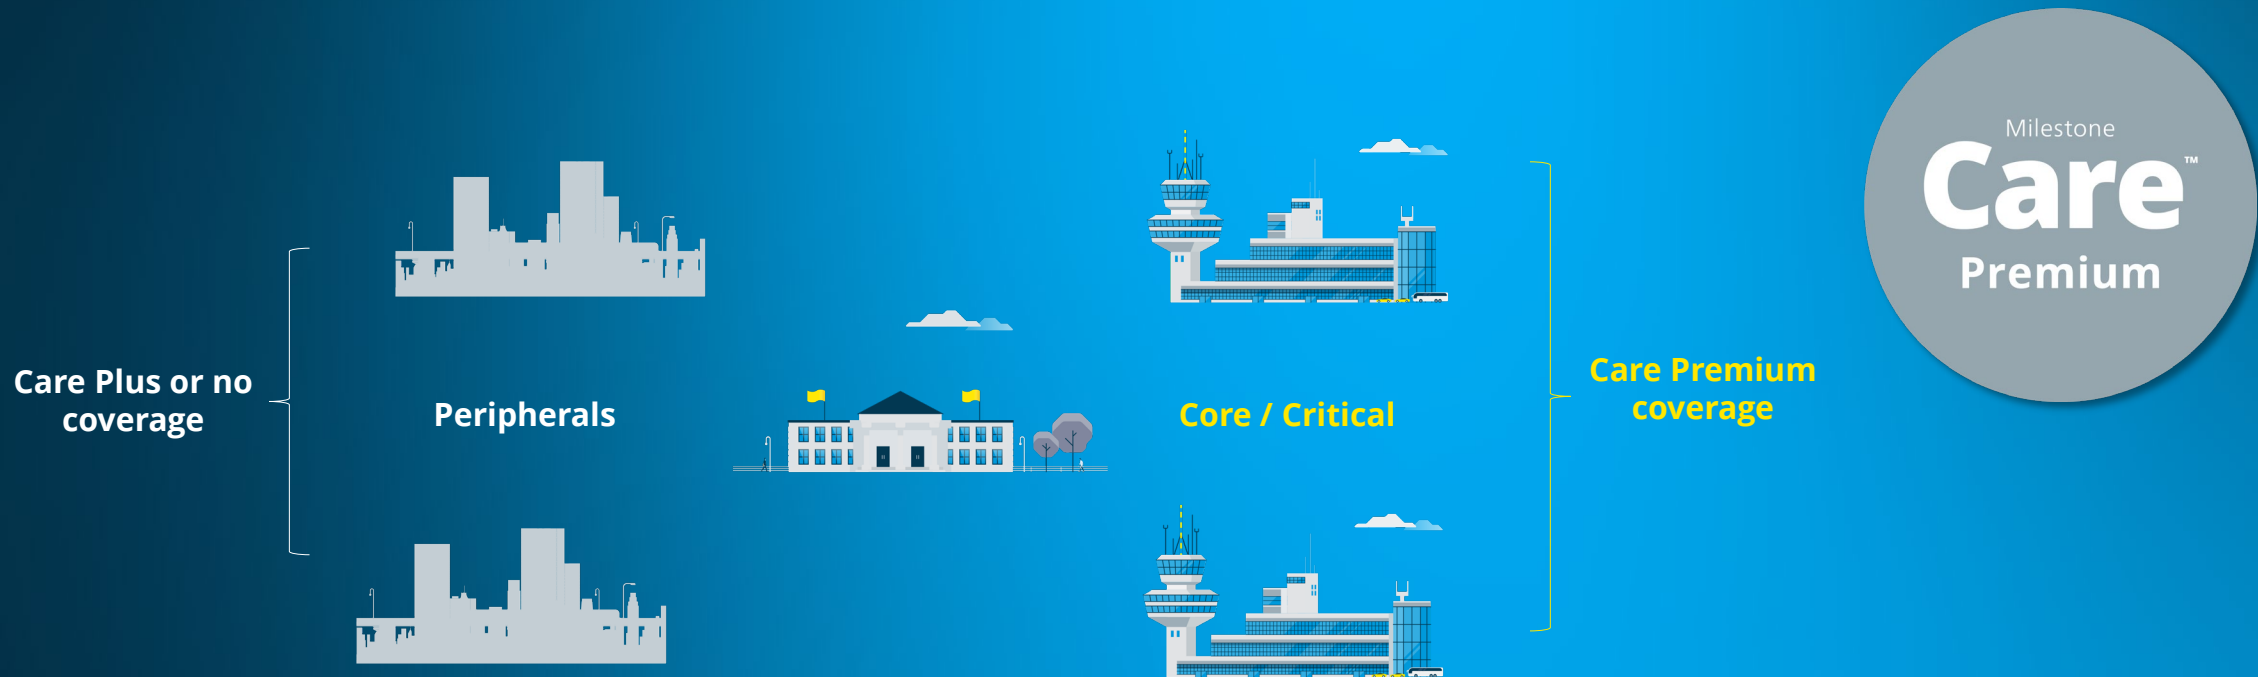 Care Plus or no
coverage
Peripherals
Core / Critical
Care Premium
coverage
Milestone
Care™
Premium